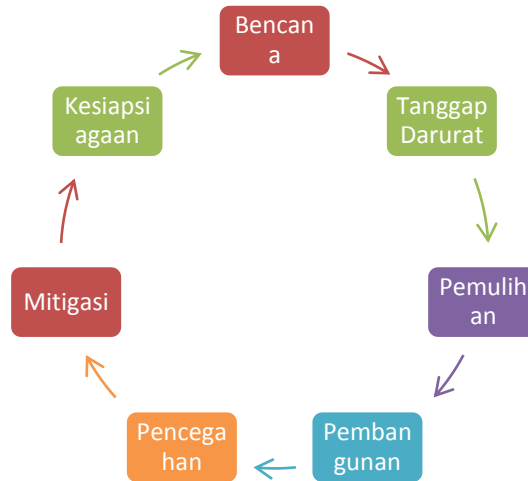 Bencan
a
Tanggap
Darurat
Pemulih
an
Pemban
gunan
Pencega
han
Mitigasi
Kesiapsi
agaan